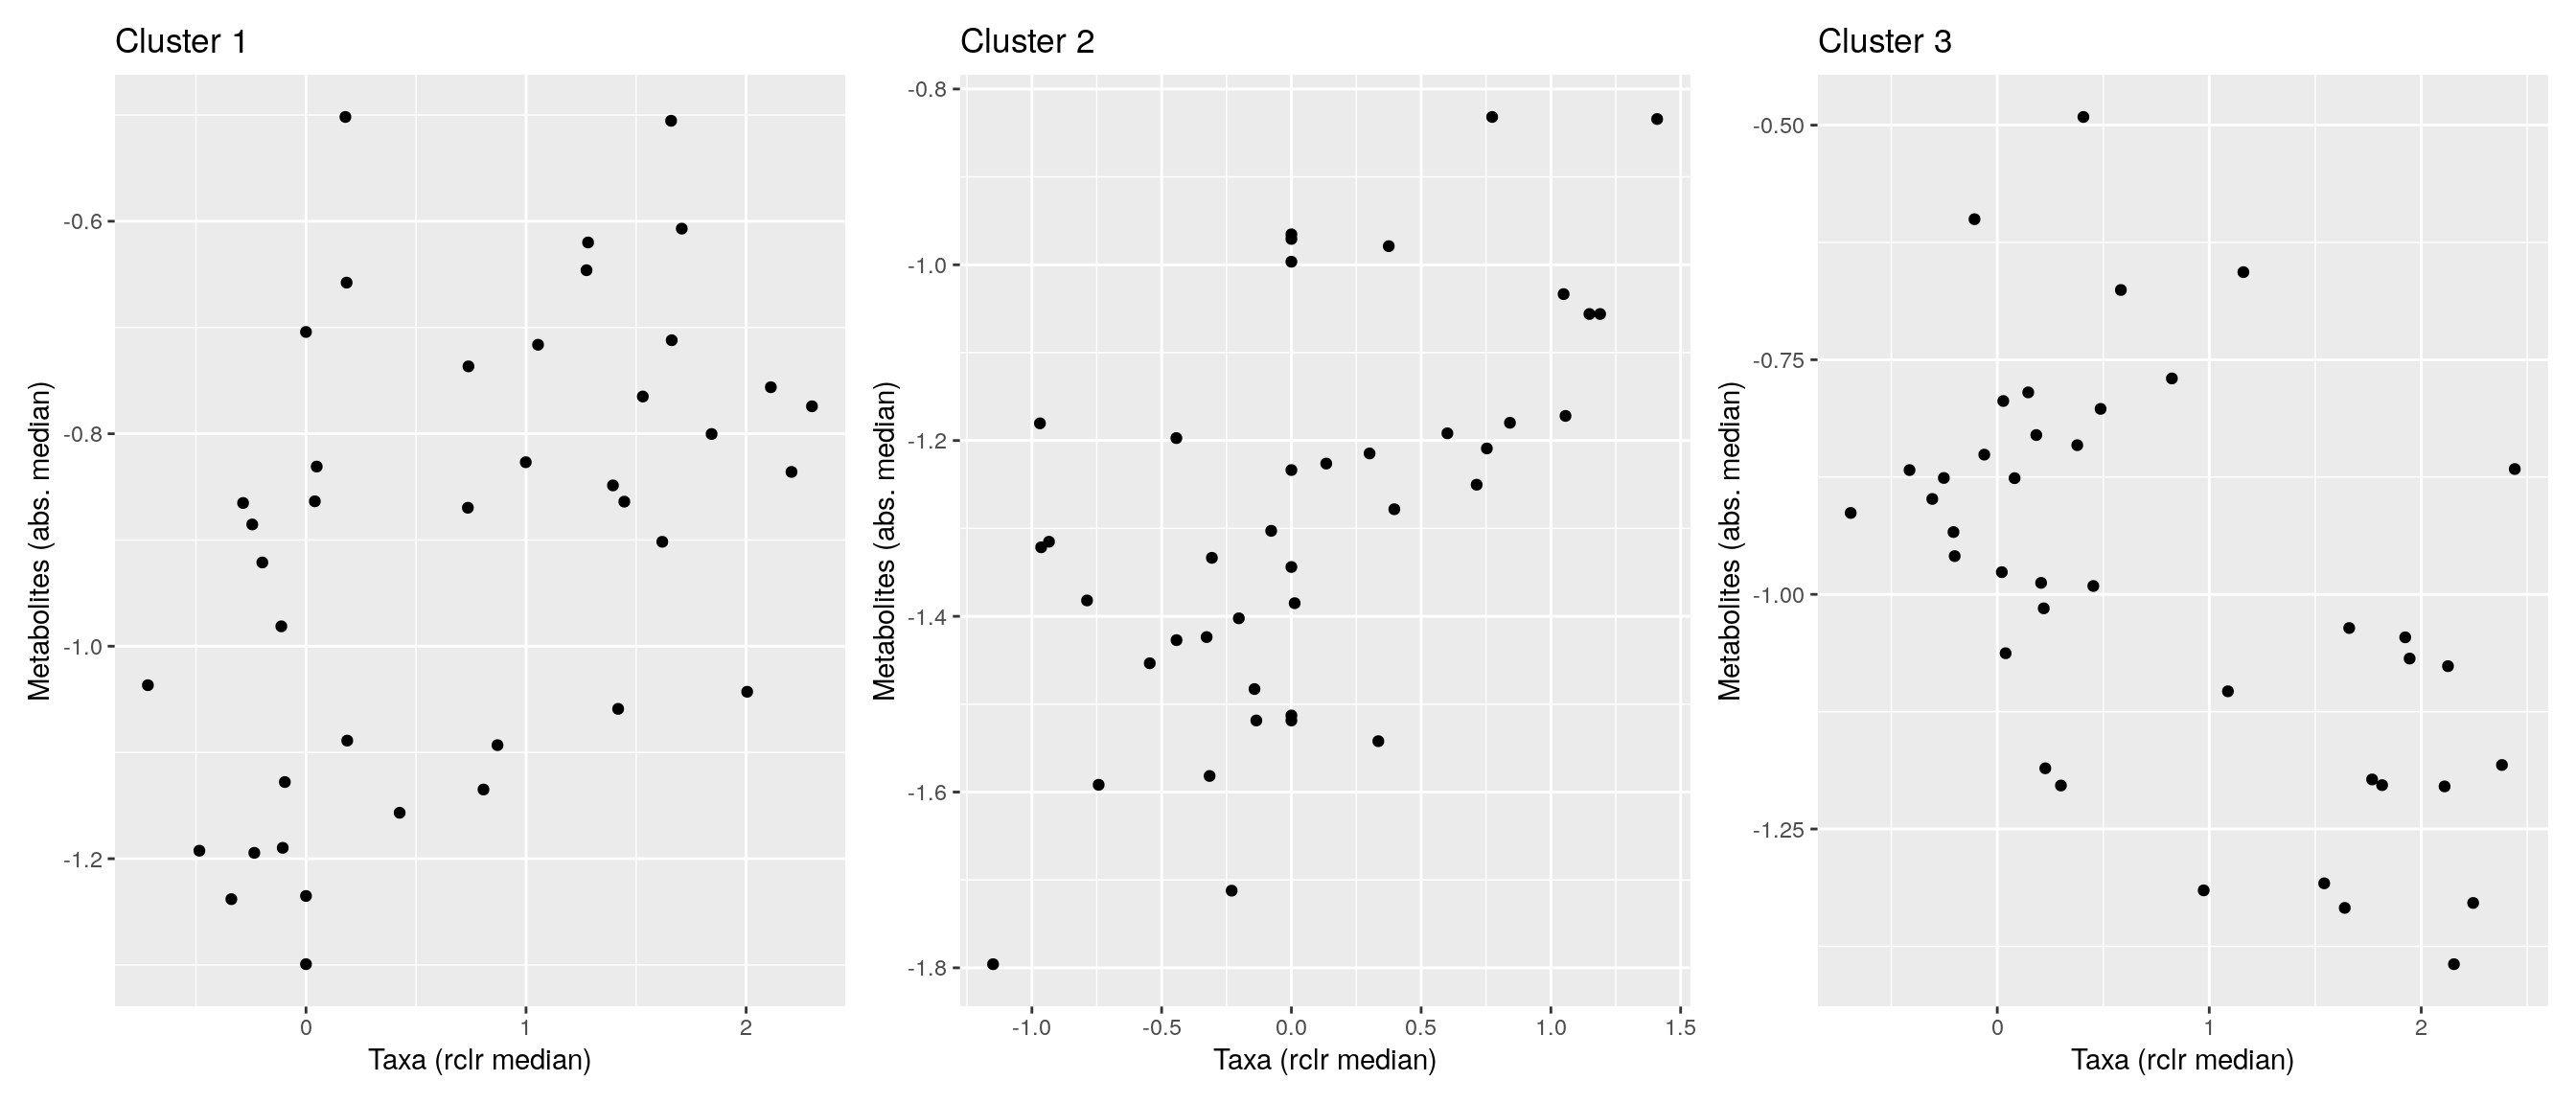 Cluster 1
Metabolites (abs. median)
-0.6
-0.8
-1.0
-1.2
0 1 2
Taxa (rclr median)
Cluster 2
Metabolites (abs. median)
-0.8
-1.0
-1.2
-1.4
-1.6
-1.8
-1.0 -0.5 0.0 0.5 1.0 1.5
Taxa (rclr median)
Cluster 3
Metabolites (abs. median)
-0.50
-0.75
-1.00
-1.25
0 1 2
Taxa (rclr median)